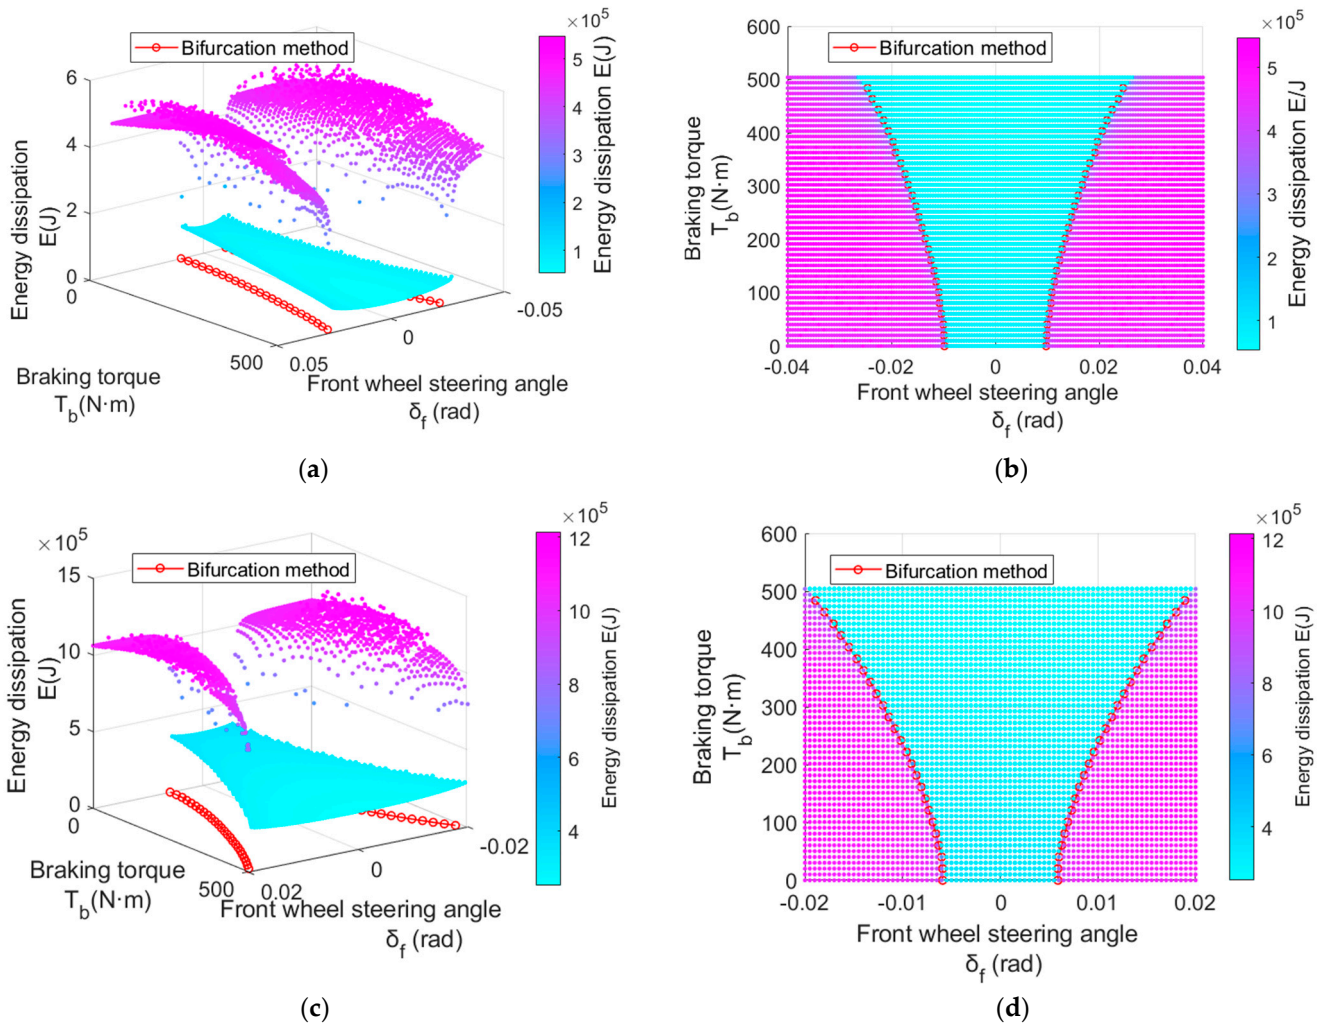 ×10⁵
Bifurcation method
6
4
2
0
Energy dissipation
E(J)
0
500
Braking torque
T_b(N·m)
0.05
0
-0.05
Front wheel steering angle
δ_f (rad)
5
4
3
2
1
Energy dissipation E(J)
(a)
×10⁵
Bifurcation method
600
500
400
300
200
100
0
Braking torque
T_b(N·m)
-0.04
-0.02
0
0.02
0.04
Front wheel steering angle
δ_f (rad)
5
4
3
2
1
Energy dissipation E/J
(b)
×10⁵
×10⁵
Bifurcation method
15
10
5
0
Energy dissipation
E(J)
0
500
Braking torque
T_b(N·m)
0.02
0
-0.02
Front wheel steering angle
δ_f (rad)
12
10
8
6
4
Energy dissipation E(J)
(c)
×10⁵
Bifurcation method
600
500
400
300
200
100
0
Braking torque
T_b(N·m)
-0.02
-0.01
0
0.01
0.02
Front wheel steering angle
δ_f (rad)
12
10
8
6
4
Energy dissipation E(J)
(d)